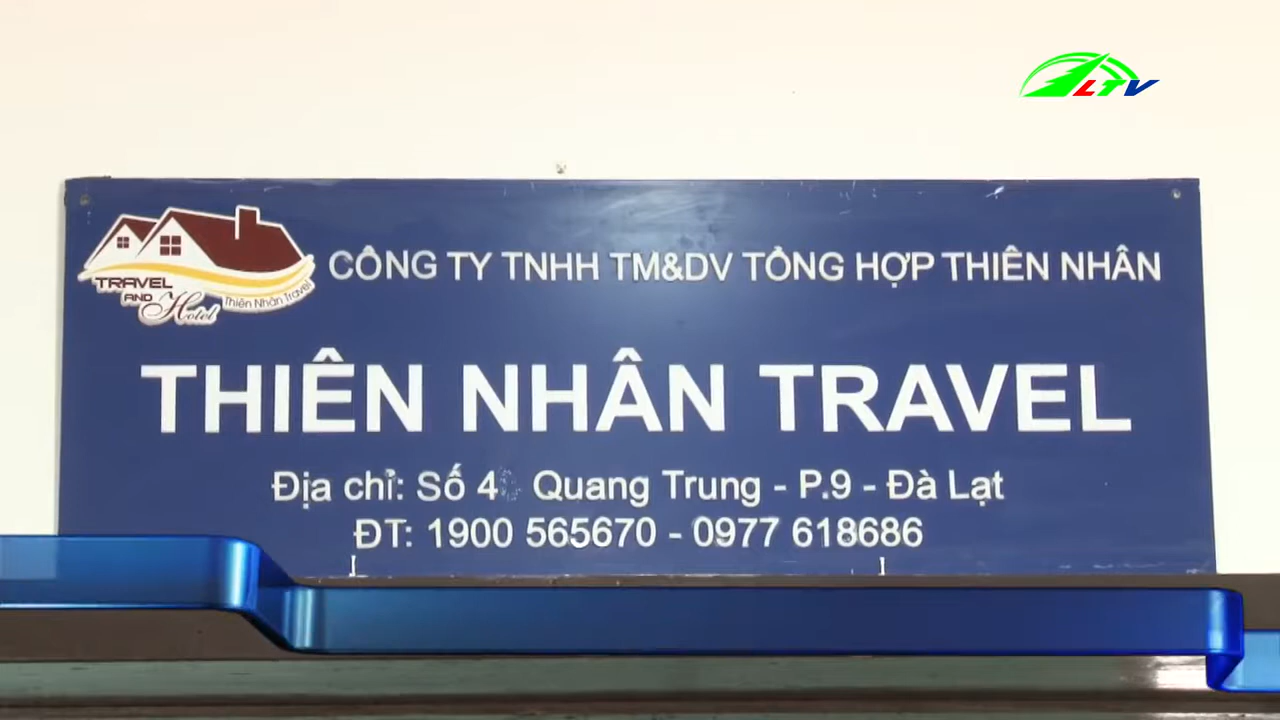 LTV
TRAVEL
AND
Hotel
Thiên Nhân Travel
CÔNG TY TNHH TM&DV TỔNG HỢP THIÊN NHÂN
THIÊN NHÂN TRAVEL
Địa chỉ: Số 4 Quang Trung - P.9 - Đà Lạt
ĐT: 1900 565670 - 0977 618686